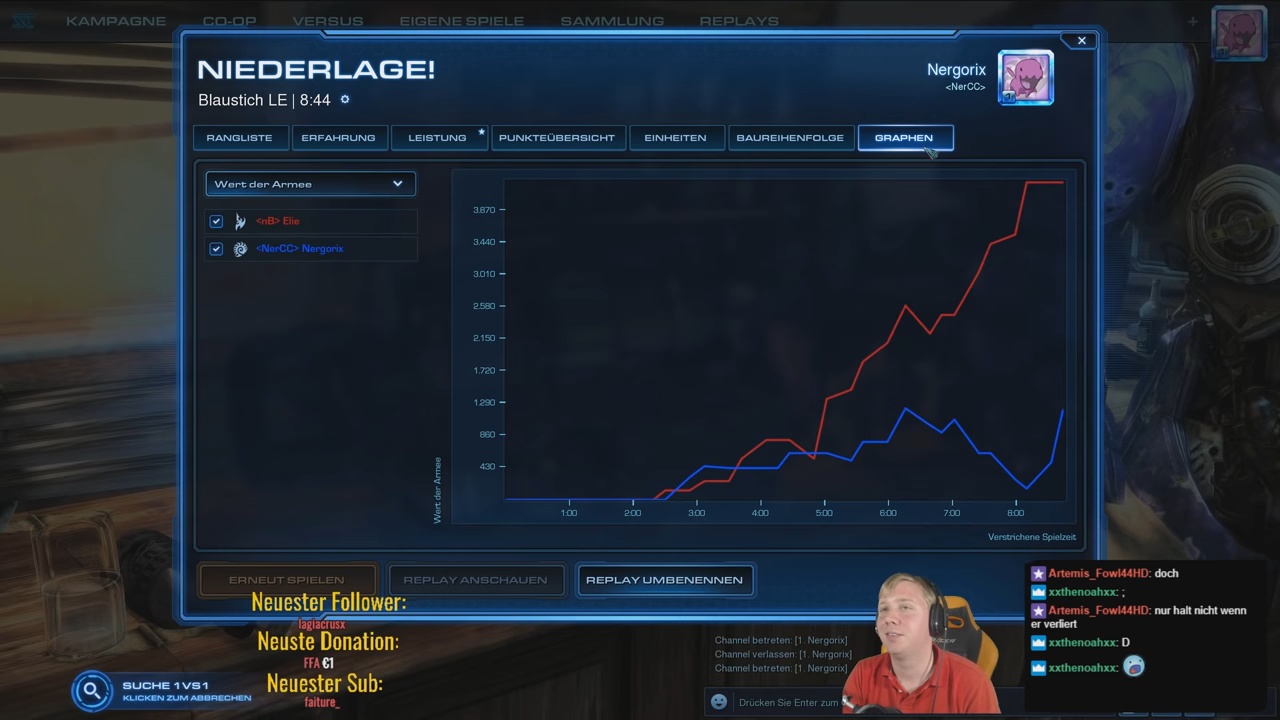 KAMPAGNE CO-OP VERSUS EIGENE SPIELE SAMMLUNG REPLAYS
NIEDERLAGE!
Blaustich LE | 8:44
Nergorix
<NerCC>
RANGLISTE ERFAHRUNG LEISTUNG PUNKTEÜBERSICHT EINHEITEN BAUREIHENFOLGE GRAPHEN
Wert der Armee
<nB> Elie
<NerCC> Nergorix
3.870
3.440
3.010
2.580
2.150
1.720
1.290
860
430
Wert der Armee
1:00 2:00 3:00 4:00 5:00 6:00 7:00 8:00
Verstrichene Spielzeit
ERNEUT SPIELEN REPLAY ANSCHAUEN REPLAY UMBENENNEN
Neuester Follower:
lagiacrusx
Neuste Donation:
FFA €1
Neuester Sub:
faiture_
SUCHE 1VS1
KLICKEN ZUM ABBRECHEN
Channel betreten: [1. Nergorix]
Channel verlassen: [1. Nergorix]
Channel betreten: [1. Nergorix]
Drücken Sie Enter zum
Artemis_Fowl44HD: doch
xxthenoahxx: ;
Artemis_Fowl44HD: nur halt nicht wenn
er verliert
xxthenoahxx: D
xxthenoahxx: